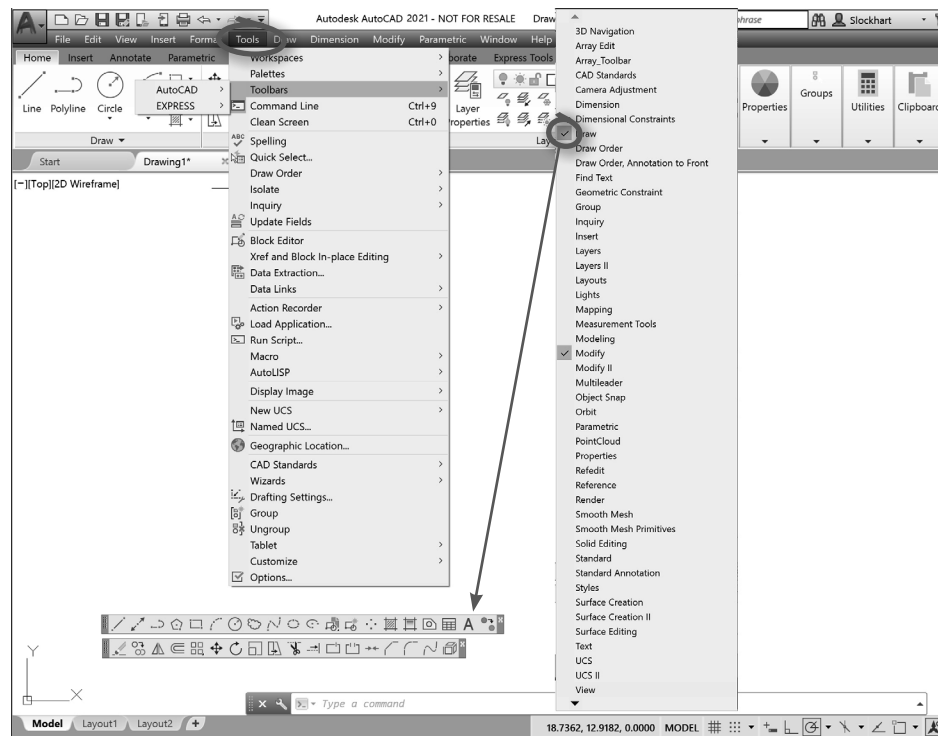 Autodesk AutoCAD 2021 - NOT FOR RESALE Draw
phrase
Slockhart
File Edit View Insert Forma Tools Draw Dimension Modify Parametric Window Help
Home Insert Annotate Parametric
borate Express Tools
Line Polyline Circle
Draw
Layer
roperties
Lay
Properties
Groups
Utilities
Clipboard
Start
Drawing1*
[−][Top][2D Wireframe]
AutoCAD
EXPRESS
Workspaces
Palettes
Toolbars
Command Line Ctrl+9
Clean Screen Ctrl+0
ABC Spelling
Quick Select...
Draw Order
Isolate
Inquiry
Update Fields
Block Editor
Xref and Block In-place Editing
Data Extraction...
Data Links
Action Recorder
Load Application...
Run Script...
Macro
AutoLISP
Display Image
New UCS
Named UCS...
Geographic Location...
CAD Standards
Wizards
Drafting Settings...
Group
Ungroup
Tablet
Customize
Options...
3D Navigation
Array Edit
Array_Toolbar
CAD Standards
Camera Adjustment
Dimension
Dimensional Constraints
Draw
Draw Order
Draw Order, Annotation to Front
Find Text
Geometric Constraint
Group
Inquiry
Insert
Layers
Layers II
Layouts
Lights
Mapping
Measurement Tools
Modeling
Modify
Modify II
Multileader
Object Snap
Orbit
Parametric
PointCloud
Properties
Refedit
Reference
Render
Smooth Mesh
Smooth Mesh Primitives
Solid Editing
Standard
Standard Annotation
Styles
Surface Creation
Surface Creation II
Surface Editing
Text
UCS
UCS II
View
Y
X
Type a command
Model Layout1 Layout2 +
18.7362, 12.9182, 0.0000 MODEL